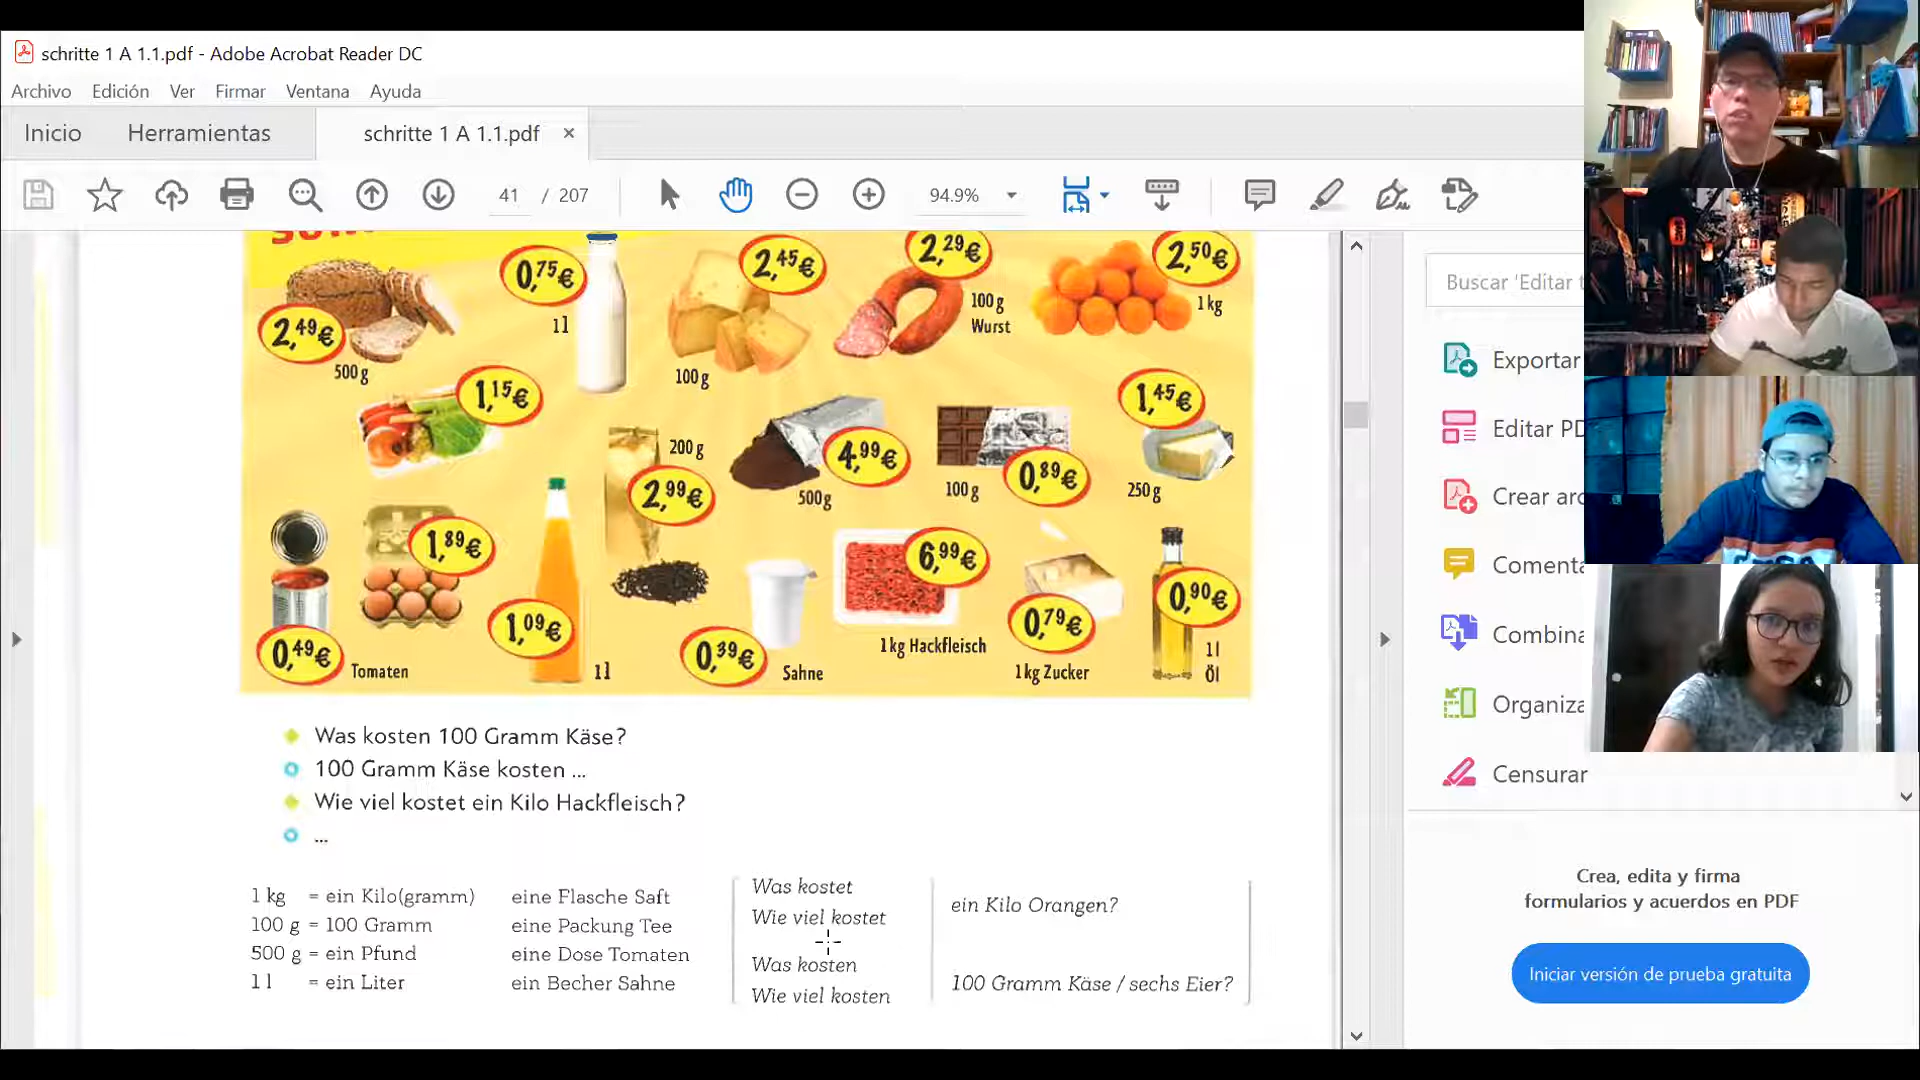 schritte 1 A 1.1.pdf - Adobe Acrobat Reader DC
Archivo Edición Ver Firmar Ventana Ayuda
Inicio Herramientas schritte 1 A 1.1.pdf ×
41 / 207 94.9%
2,49€ 500 g
0,75€ 1 l
2,45€ 100 g
2,29€ 100 g Wurst
2,50€ 1 kg
1,15€
200 g 2,99€
4,99€ 500 g
100 g 0,89€
1,45€ 250 g
0,49€ Tomaten
1,89€
1,09€ 1 l
0,39€ Sahne
6,99€ 1 kg Hackfleisch
0,79€ 1 kg Zucker
0,90€ 1 l Öl
Was kosten 100 Gramm Käse?
100 Gramm Käse kosten ...
Wie viel kostet ein Kilo Hackfleisch?
...
1 kg = ein Kilo(gramm)
100 g = 100 Gramm
500 g = ein Pfund
1 l = ein Liter
eine Flasche Saft
eine Packung Tee
eine Dose Tomaten
ein Becher Sahne
Was kostet
Wie viel kostet
ein Kilo Orangen?
Was kosten
Wie viel kosten
100 Gramm Käse / sechs Eier?
Buscar 'Editar t
Exportar
Editar PD
Crear arc
Comenta
Combina
Organiza
Censurar
Crea, edita y firma
formularios y acuerdos en PDF
Iniciar versión de prueba gratuita